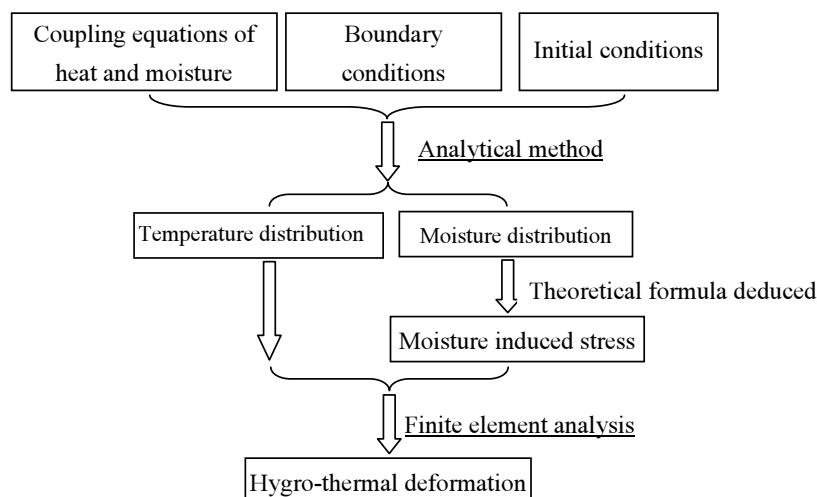 Coupling equations of
heat and moisture
Boundary
conditions
Initial conditions
Analytical method
Temperature distribution
Moisture distribution
Theoretical formula deduced
Moisture induced stress
Finite element analysis
Hygro-thermal deformation